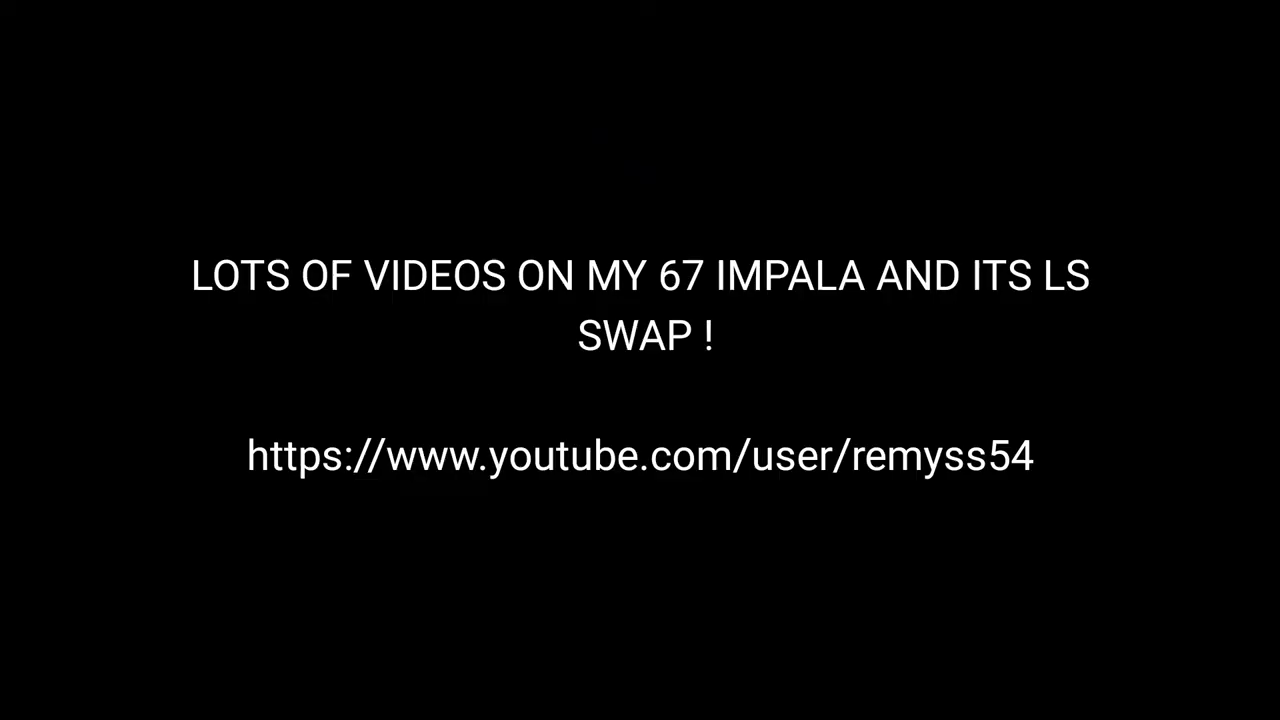 LOTS OF VIDEOS ON MY 67 IMPALA AND ITS LS
SWAP !
https://www.youtube.com/user/remyss54